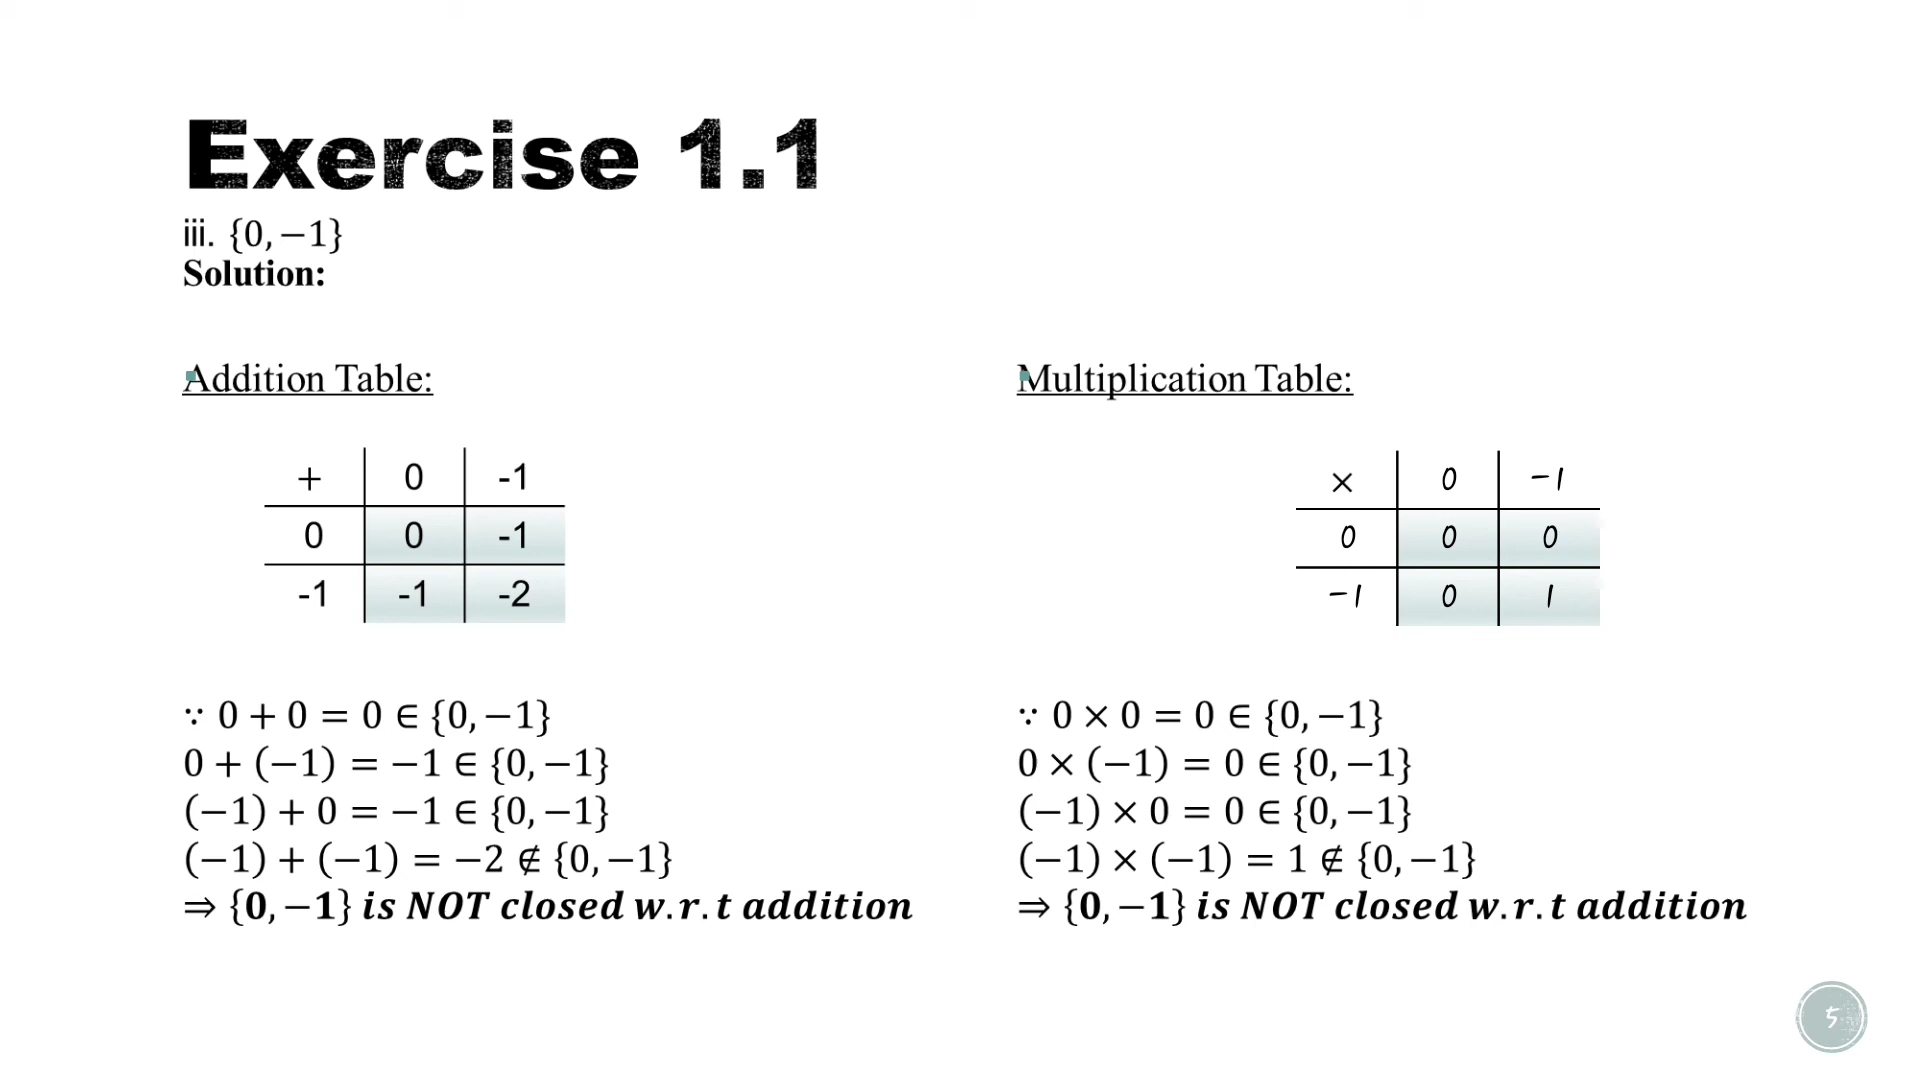 Exercise 1.1
iii. {0, −1}
Solution:
Addition Table:
+ 0 -1
0 0 -1
-1 -1 -2
∵ 0 + 0 = 0 ∈ {0, −1}
0 + (−1) = −1 ∈ {0, −1}
(−1) + 0 = −1 ∈ {0, −1}
(−1) + (−1) = −2 ∉ {0, −1}
⇒ {0, −1} is NOT closed w.r.t addition
Multiplication Table:
× 0 −1
0 0 0
−1 0 1
∵ 0 × 0 = 0 ∈ {0, −1}
0 × (−1) = 0 ∈ {0, −1}
(−1) × 0 = 0 ∈ {0, −1}
(−1) × (−1) = 1 ∉ {0, −1}
⇒ {0, −1} is NOT closed w.r.t addition
5